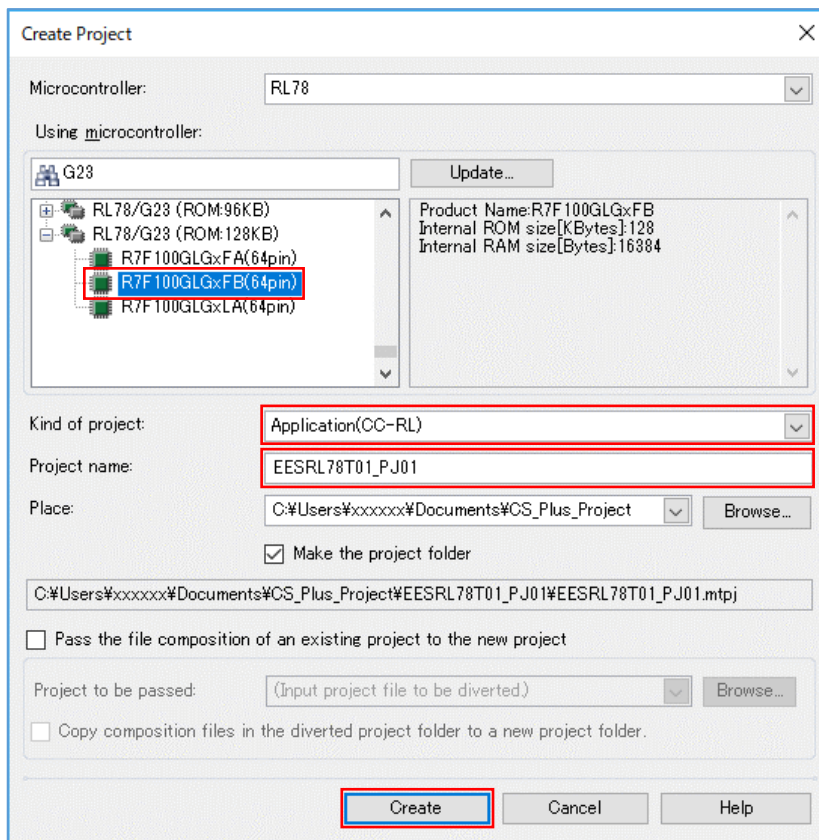 Create Project
Microcontroller: RL78
Using microcontroller:
G23 Update...
RL78/G23 (ROM:96KB)
RL78/G23 (ROM:128KB)
R7F100GLGxFA(64pin)
R7F100GLGxFB(64pin)
R7F100GLGxLA(64pin)
Product Name:R7F100GLGxFB
Internal ROM size[KBytes]:128
Internal RAM size[Bytes]:16384
Kind of project: Application(CC-RL)
Project name: EESRL78T01_PJ01
Place: C:¥Users¥xxxxxx¥Documents¥CS_Plus_Project Browse...
Make the project folder
C:¥Users¥xxxxxx¥Documents¥CS_Plus_Project¥EESRL78T01_PJ01¥EESRL78T01_PJ01.mtpj
Pass the file composition of an existing project to the new project
Project to be passed: (Input project file to be diverted.) Browse...
Copy composition files in the diverted project folder to a new project folder.
Create Cancel Help